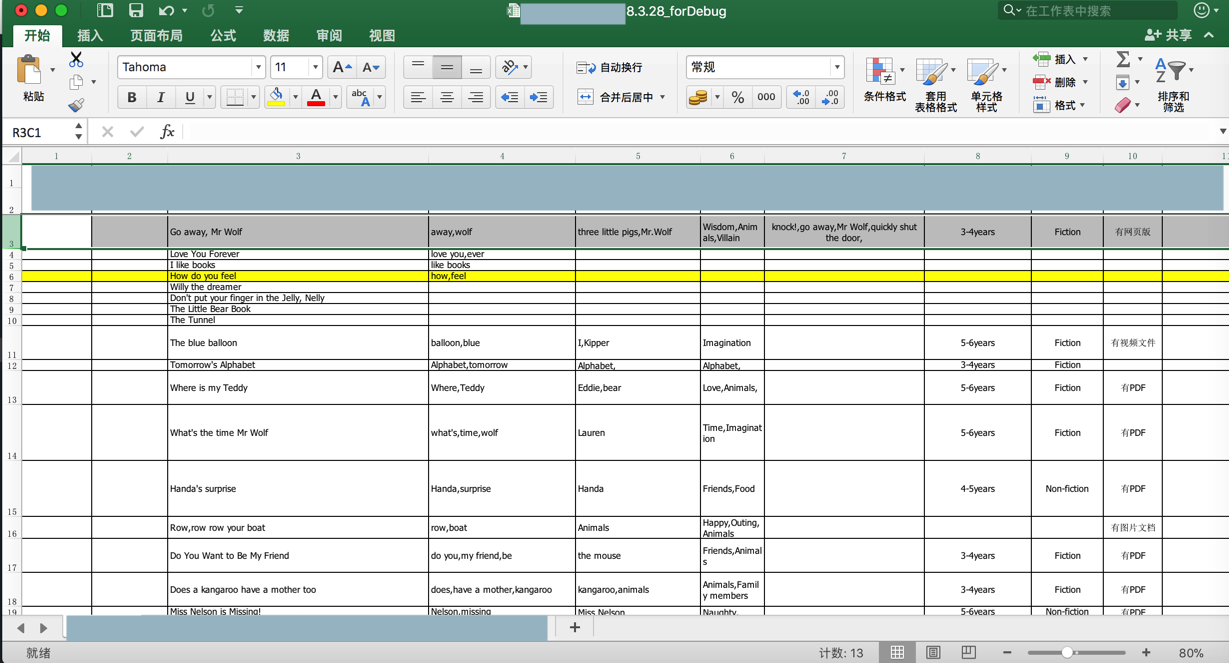 8.3.28_forDebug
在工作表中搜索
开始 插入 页面布局 公式 数据 审阅 视图 共享
粘贴
Tahoma 11 A A
B I U A abc A
自动换行
合并后居中
常规
% 000 .0 .00 .00 .0
条件格式 套用 表格格式 单元格 样式
插入
删除
格式
Σ
A Z
排序和 筛选
R3C1 fx
1 2 3 4 5 6 7 8 9 10 11
1
2
3 Go away, Mr Wolf away,wolf three little pigs,Mr.Wolf Wisdom,Animals,Villain knock!,go away,Mr Wolf,quickly shut the door, 3-4years Fiction 有网页版
4 Love You Forever love you,ever
5 I like books like books
6 How do you feel how,feel
7 Willy the dreamer
8 Don't put your finger in the Jelly, Nelly
9 The Little Bear Book
10 The Tunnel
11 The blue balloon balloon,blue I,Kipper Imagination 5-6years Fiction 有视频文件
12 Tomorrow's Alphabet Alphabet,tomorrow Alphabet, Alphabet, 3-4years Fiction
13 Where is my Teddy Where,Teddy Eddie,bear Love,Animals, 5-6years Fiction 有PDF
14 What's the time Mr Wolf what's,time,wolf Lauren Time,Imagination 5-6years Fiction 有PDF
15 Handa's surprise Handa,surprise Handa Friends,Food 4-5years Non-fiction 有PDF
16 Row,row row your boat row,boat Animals Happy,Outing,Animals 有图片文档
17 Do You Want to Be My Friend do you,my friend,be the mouse Friends,Animals 3-4years Fiction 有PDF
18 Does a kangaroo have a mother too does,have a mother,kangaroo kangaroo,animals Animals,Family members 3-4years Fiction 有PDF
19 Miss Nelson is Missing! Nelson,missing Miss Nelson Naughty, 5-6years Non-fiction 有PDF
就绪 计数: 13 80%